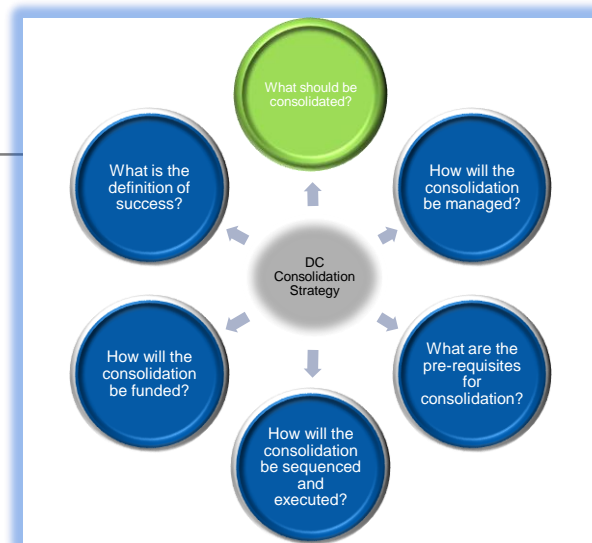 What should be
consolidated?
What is the
definition of
success?
How will the
consolidation
be managed?
DC
Consolidation
Strategy
How will the
consolidation
be funded?
What are the
pre-requisites
for
consolidation?
How will the
consolidation
be sequenced
and
executed?